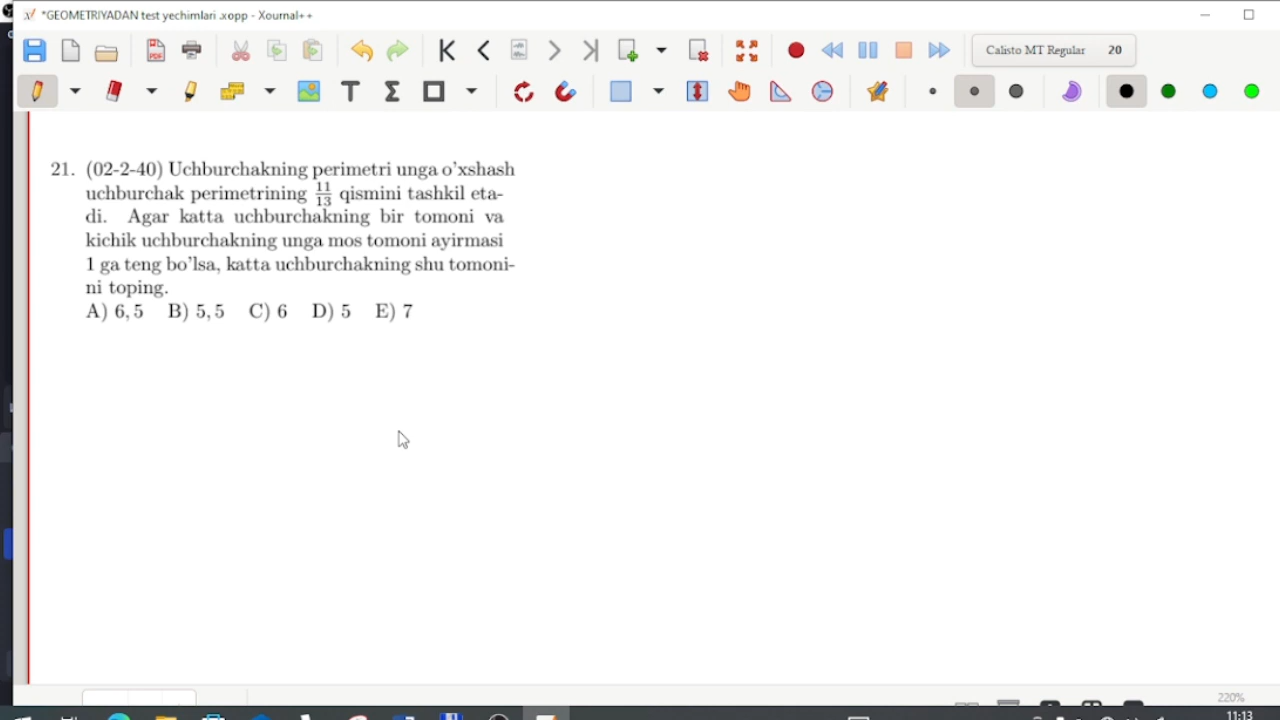 *GEOMETRIYADAN test yechimlari .xopp - Xournal++
Calisto MT Regular 20
21. (02-2-40) Uchburchakning perimetri unga o'xshash
uchburchak perimetrining 11/13 qismini tashkil eta-
di. Agar katta uchburchakning bir tomoni va
kichik uchburchakning unga mos tomoni ayirmasi
1 ga teng bo'lsa, katta uchburchakning shu tomoni-
ni toping.
A) 6, 5 B) 5, 5 C) 6 D) 5 E) 7
220%
11:13